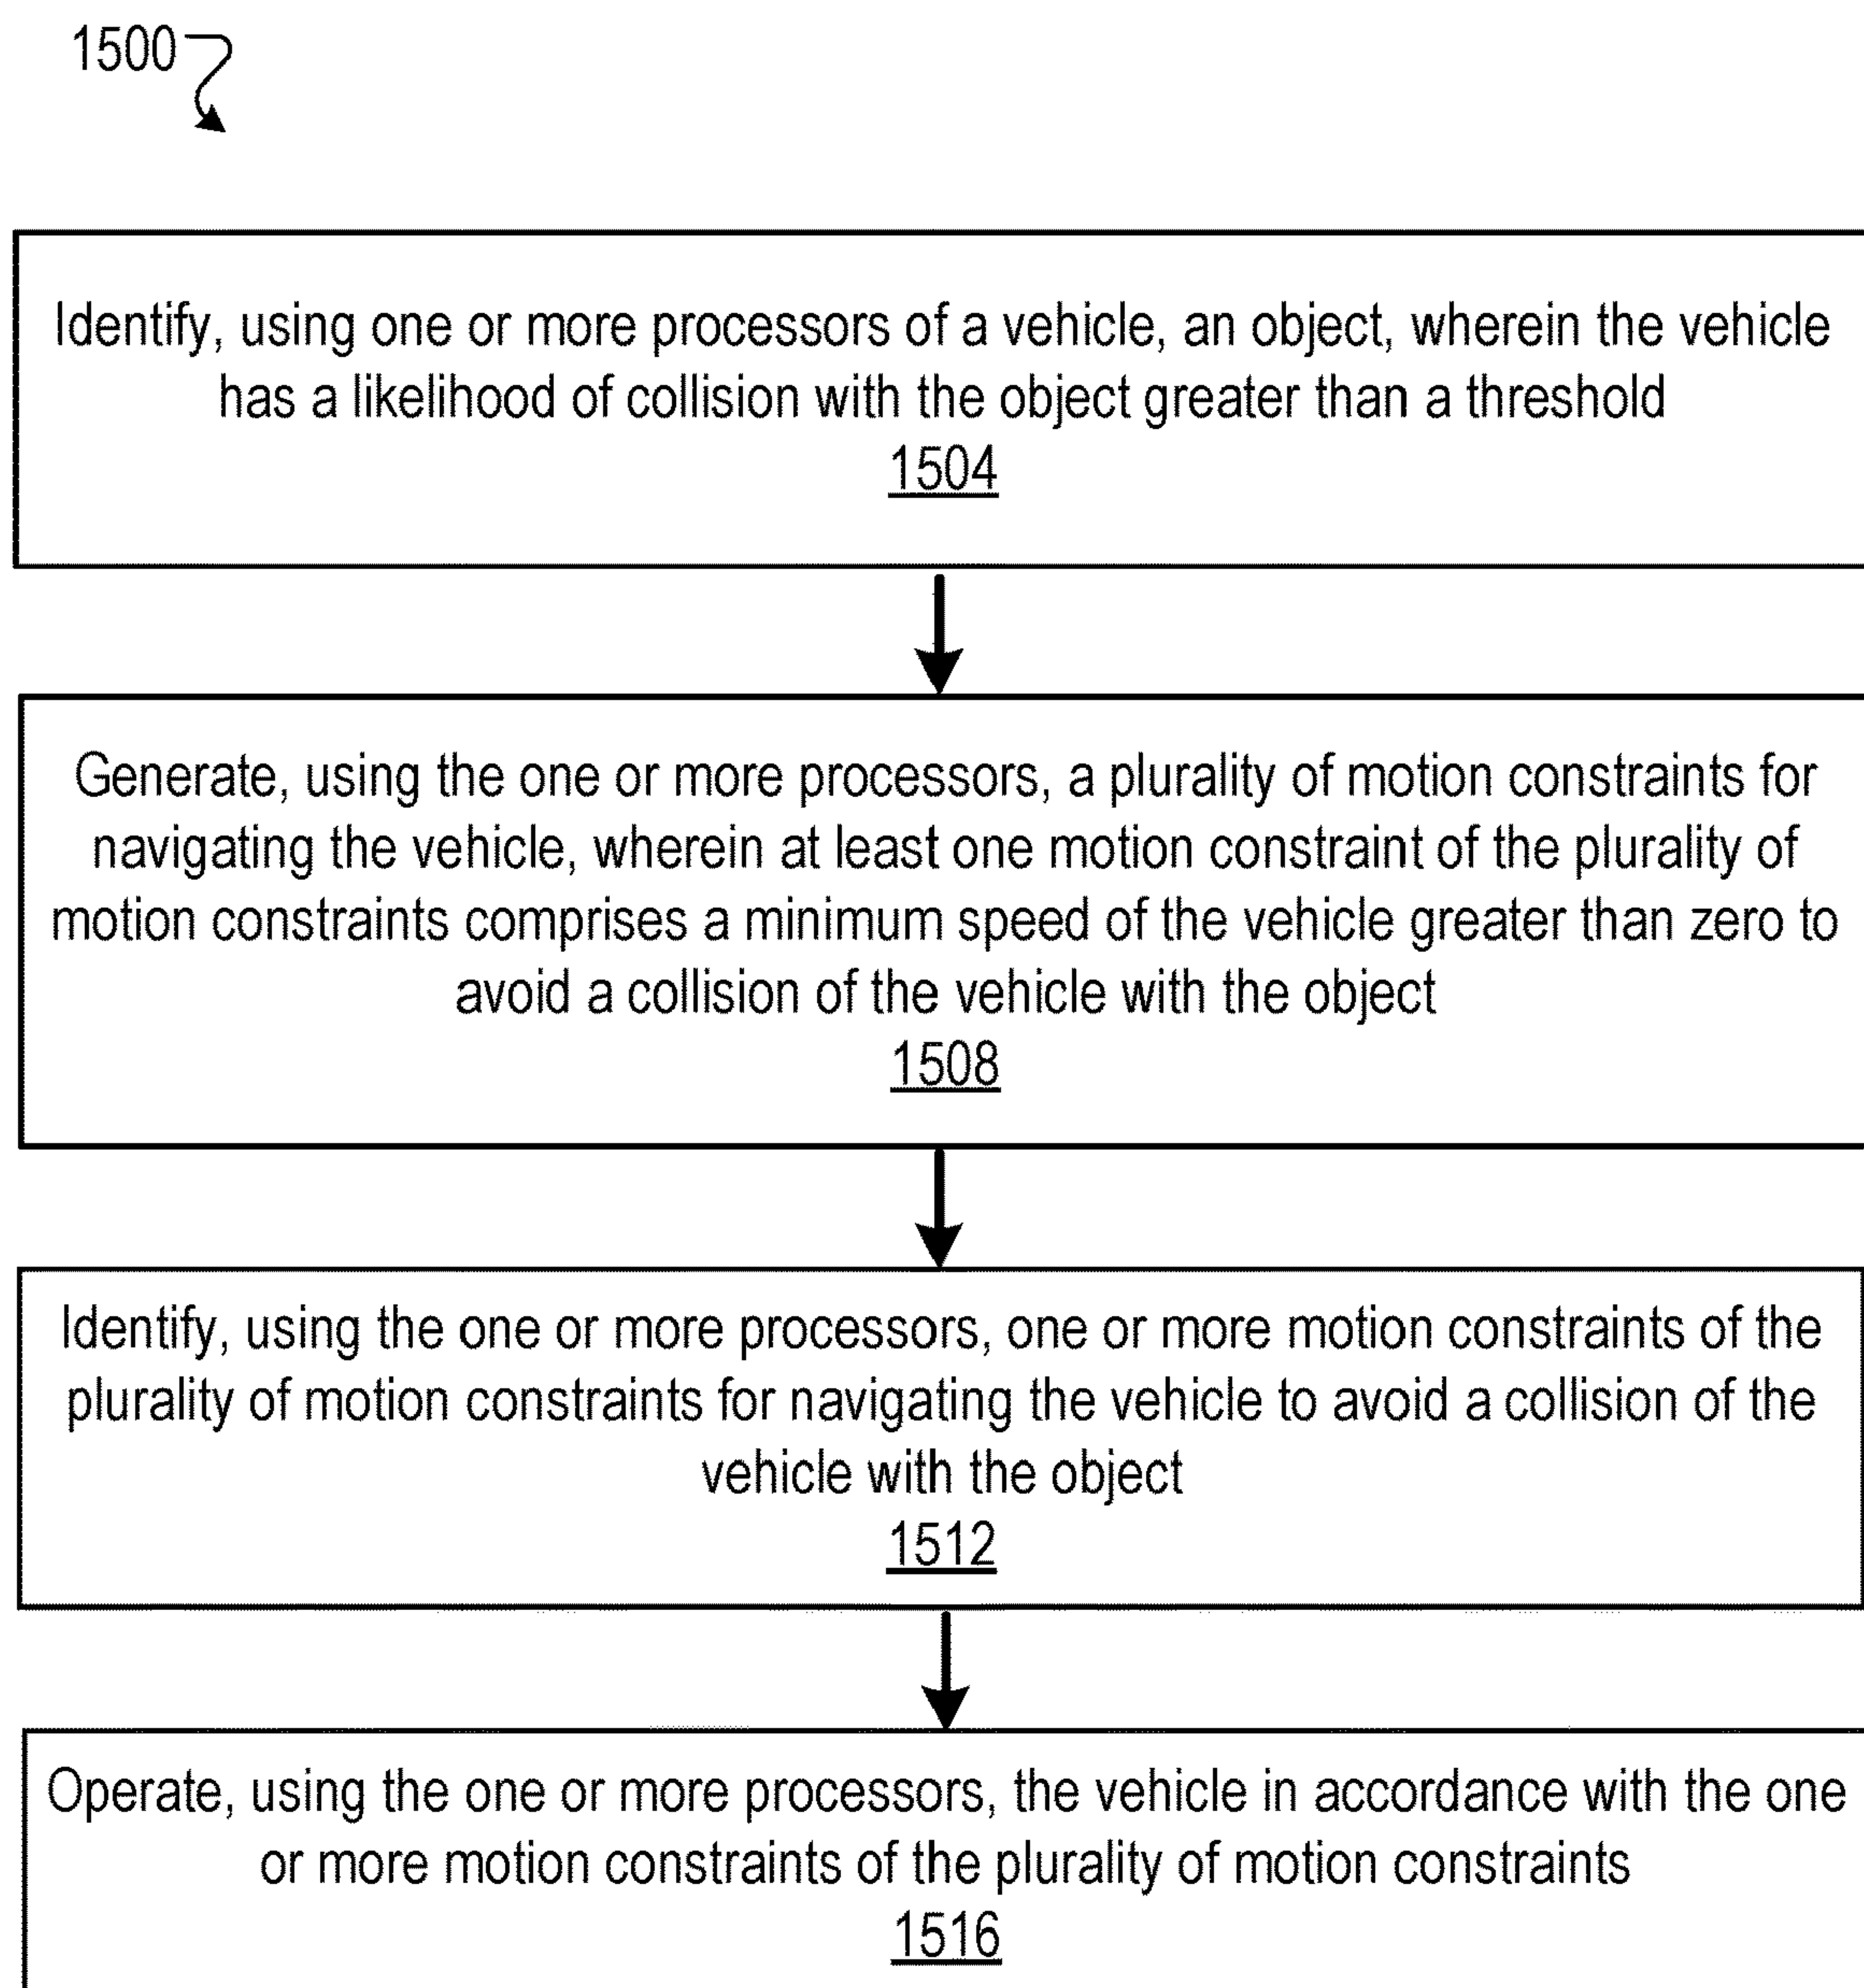 1500
Identify, using one or more processors of a vehicle, an object, wherein the vehicle
has a likelihood of collision with the object greater than a threshold
1504
Generate, using the one or more processors, a plurality of motion constraints for
navigating the vehicle, wherein at least one motion constraint of the plurality of
motion constraints comprises a minimum speed of the vehicle greater than zero to
avoid a collision of the vehicle with the object
1508
Identify, using the one or more processors, one or more motion constraints of the
plurality of motion constraints for navigating the vehicle to avoid a collision of the
vehicle with the object
1512
Operate, using the one or more processors, the vehicle in accordance with the one
or more motion constraints of the plurality of motion constraints
1516